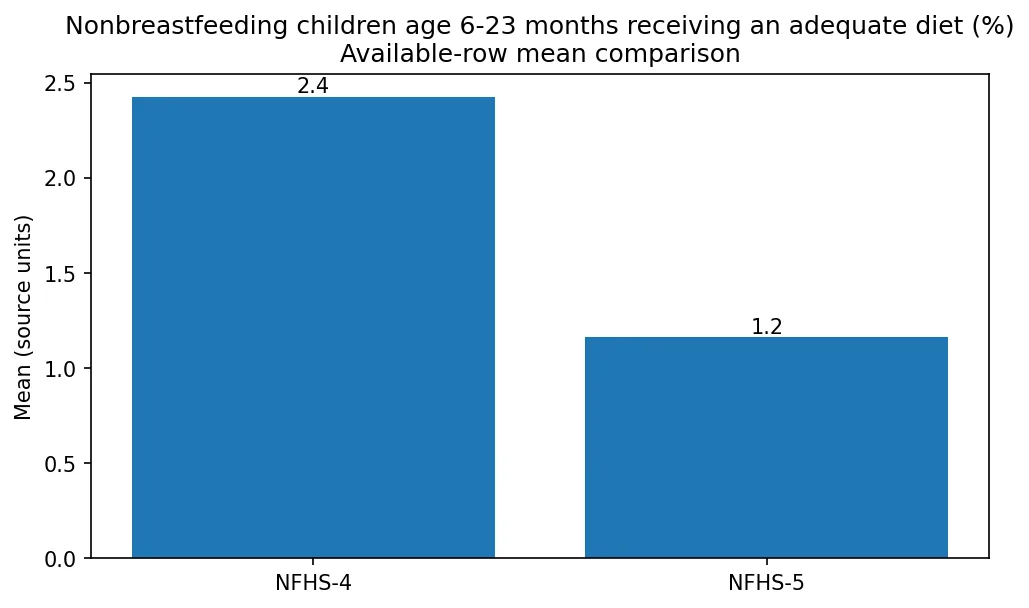 Nonbreastfeeding children age 6-23 months receiving an adequate diet (%)
Available-row mean comparison
Mean (source units)
2.5
2.0
1.5
1.0
0.5
0.0
2.4
1.2
NFHS-4
NFHS-5